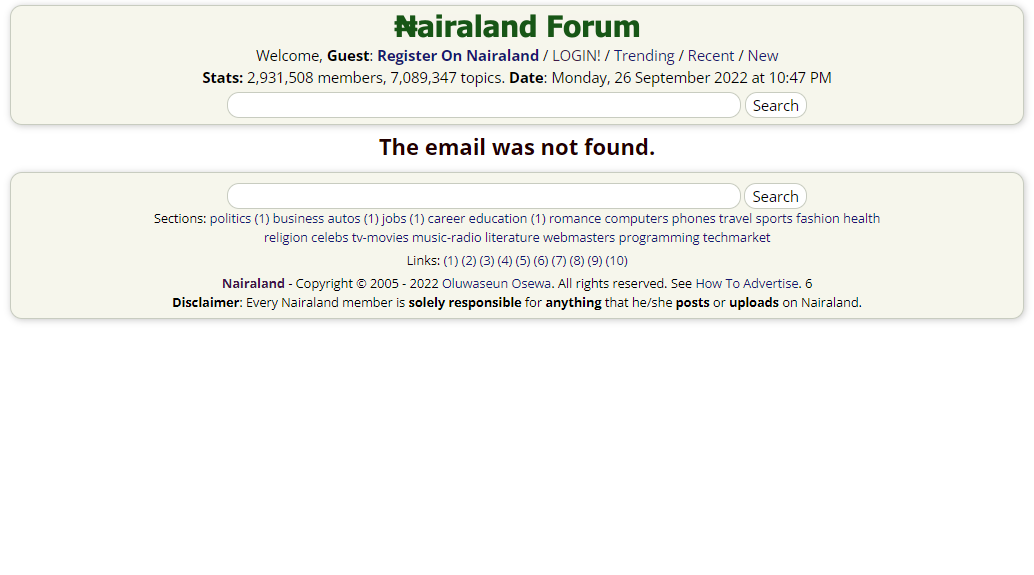 ₦airaland Forum
Welcome, Guest: Register On Nairaland / LOGIN! / Trending / Recent / New
Stats: 2,931,508 members, 7,089,347 topics. Date: Monday, 26 September 2022 at 10:47 PM
Search
The email was not found.
Search
Sections: politics (1) business autos (1) jobs (1) career education (1) romance computers phones travel sports fashion health
religion celebs tv-movies music-radio literature webmasters programming techmarket
Links: (1) (2) (3) (4) (5) (6) (7) (8) (9) (10)
Nairaland - Copyright © 2005 - 2022 Oluwaseun Osewa. All rights reserved. See How To Advertise. 6
Disclaimer: Every Nairaland member is solely responsible for anything that he/she posts or uploads on Nairaland.